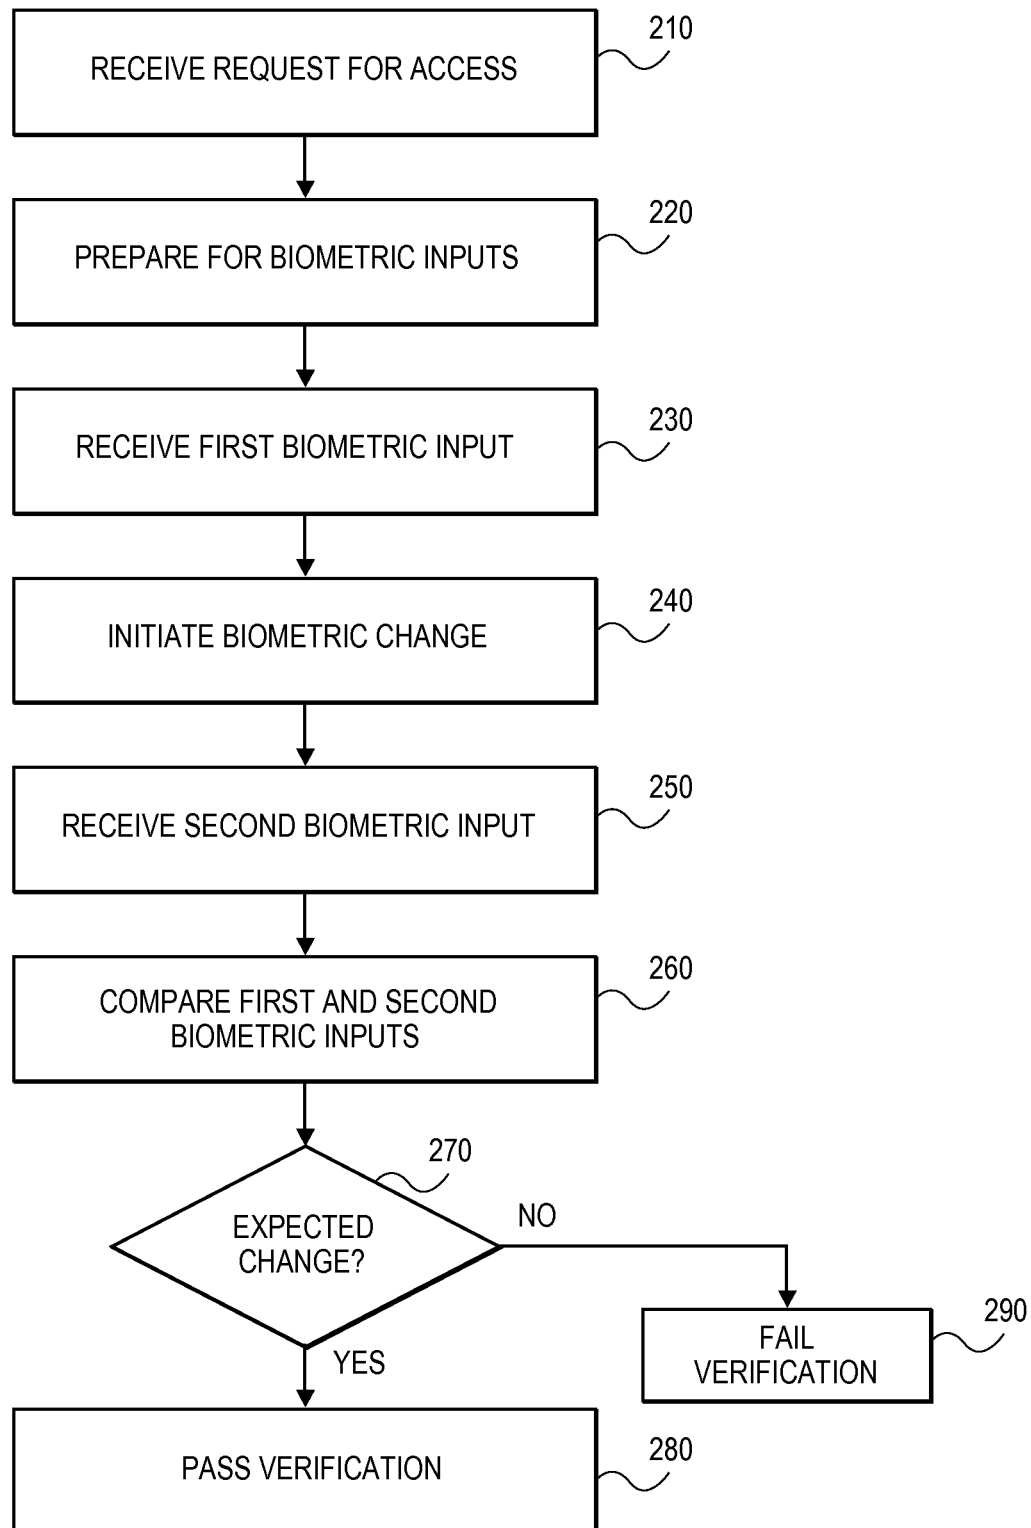 210
RECEIVE REQUEST FOR ACCESS
220
PREPARE FOR BIOMETRIC INPUTS
230
RECEIVE FIRST BIOMETRIC INPUT
240
INITIATE BIOMETRIC CHANGE
250
RECEIVE SECOND BIOMETRIC INPUT
260
COMPARE FIRST AND SECOND
BIOMETRIC INPUTS
270
EXPECTED
CHANGE?
NO
YES
290
FAIL
VERIFICATION
280
PASS VERIFICATION